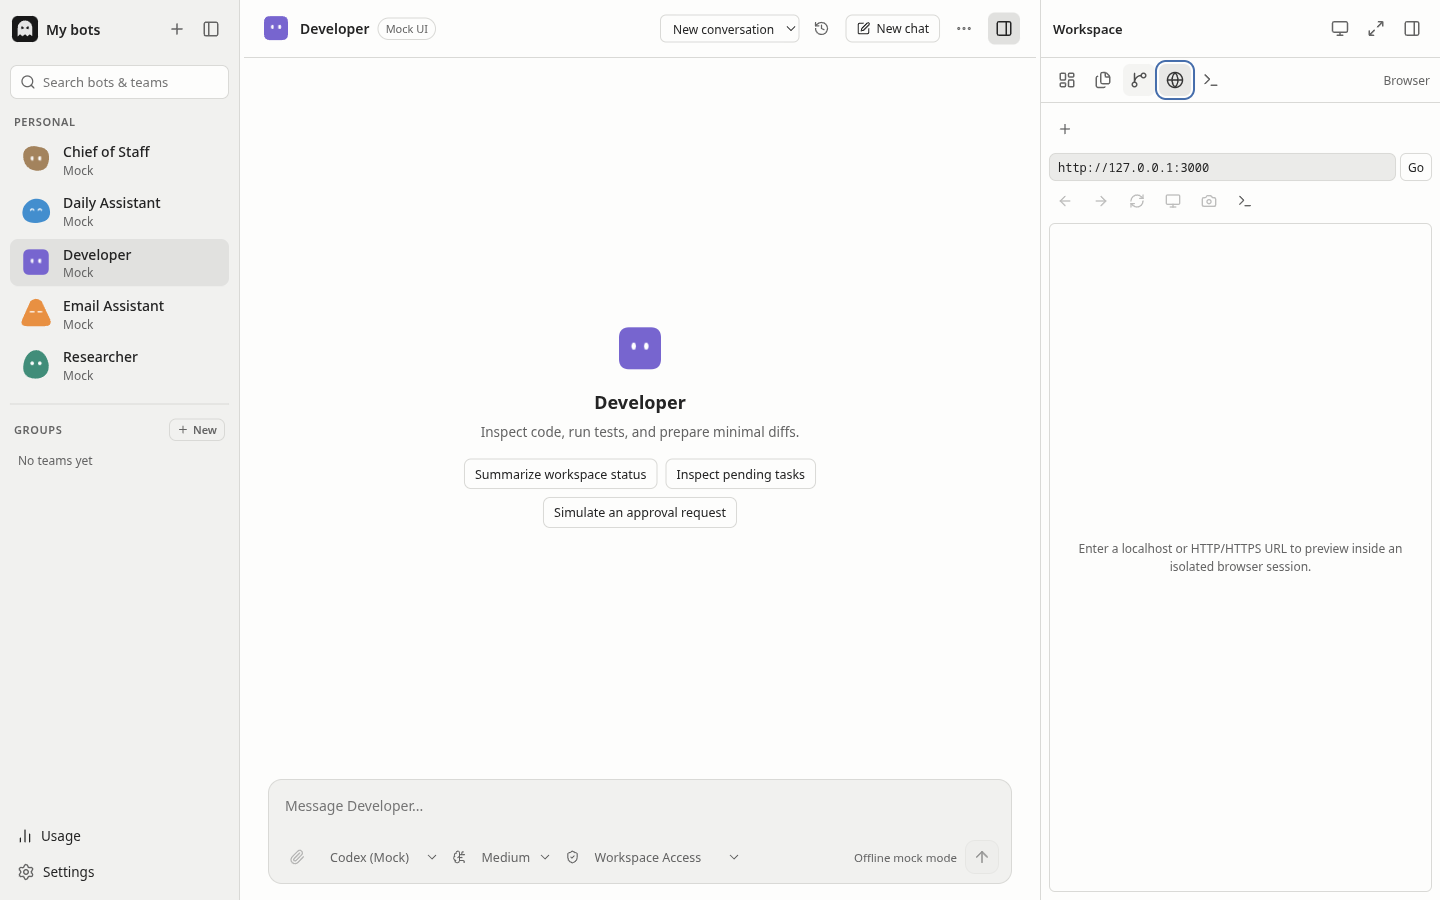 My bots
Search bots & teams
PERSONAL
Chief of Staff
Mock
Daily Assistant
Mock
Developer
Mock
Email Assistant
Mock
Researcher
Mock
GROUPS
New
No teams yet
Usage
Settings
Developer
Mock UI
New conversation
New chat
Developer
Inspect code, run tests, and prepare minimal diffs.
Summarize workspace status
Inspect pending tasks
Simulate an approval request
Message Developer...
Codex (Mock)
Medium
Workspace Access
Offline mock mode
Workspace
Browser
http://127.0.0.1:3000
Go
Enter a localhost or HTTP/HTTPS URL to preview inside an
isolated browser session.